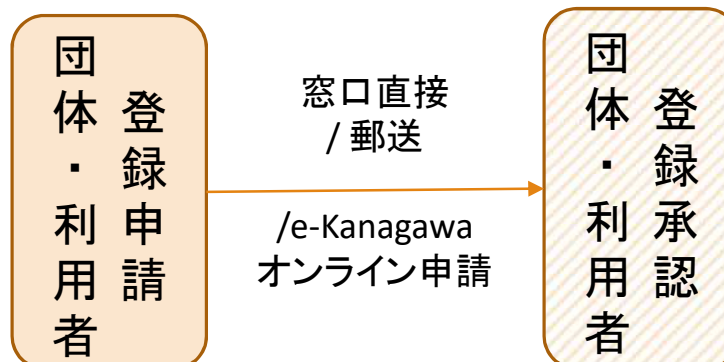 団体・利用者
登録申請
窓口直接
/ 郵送
/e-Kanagawa
オンライン申請
団体・利用者
登録承認